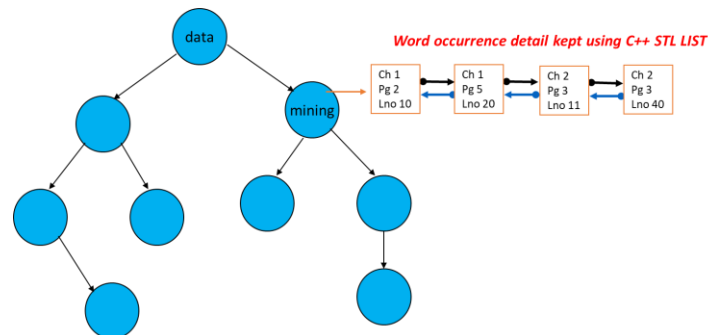 data
Word occurrence detail kept using C++ STL LIST
mining
Ch 1
Pg 2
Lno 10
Ch 1
Pg 5
Lno 20
Ch 2
Pg 3
Lno 11
Ch 2
Pg 3
Lno 40